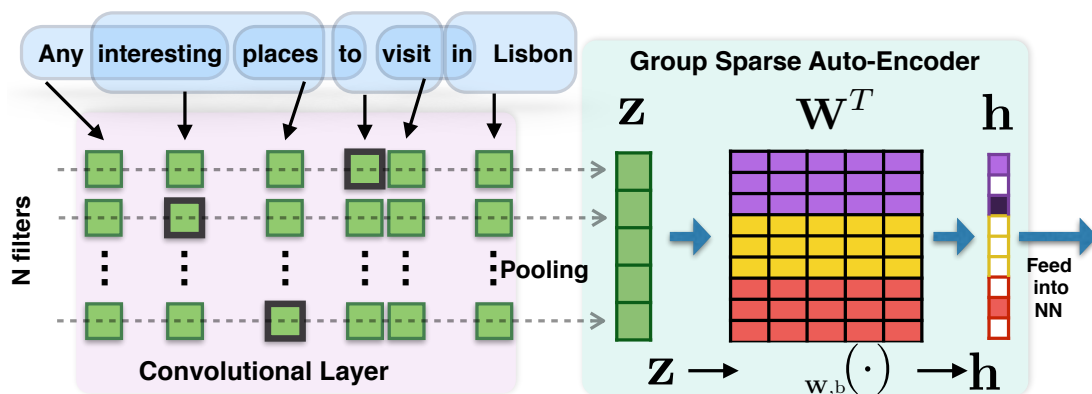 Any interesting places to visit in Lisbon
Group Sparse Auto-Encoder
z
W^T
h
N filters
Pooling
Feed
into
NN
Convolutional Layer
z
W,b(·)
h